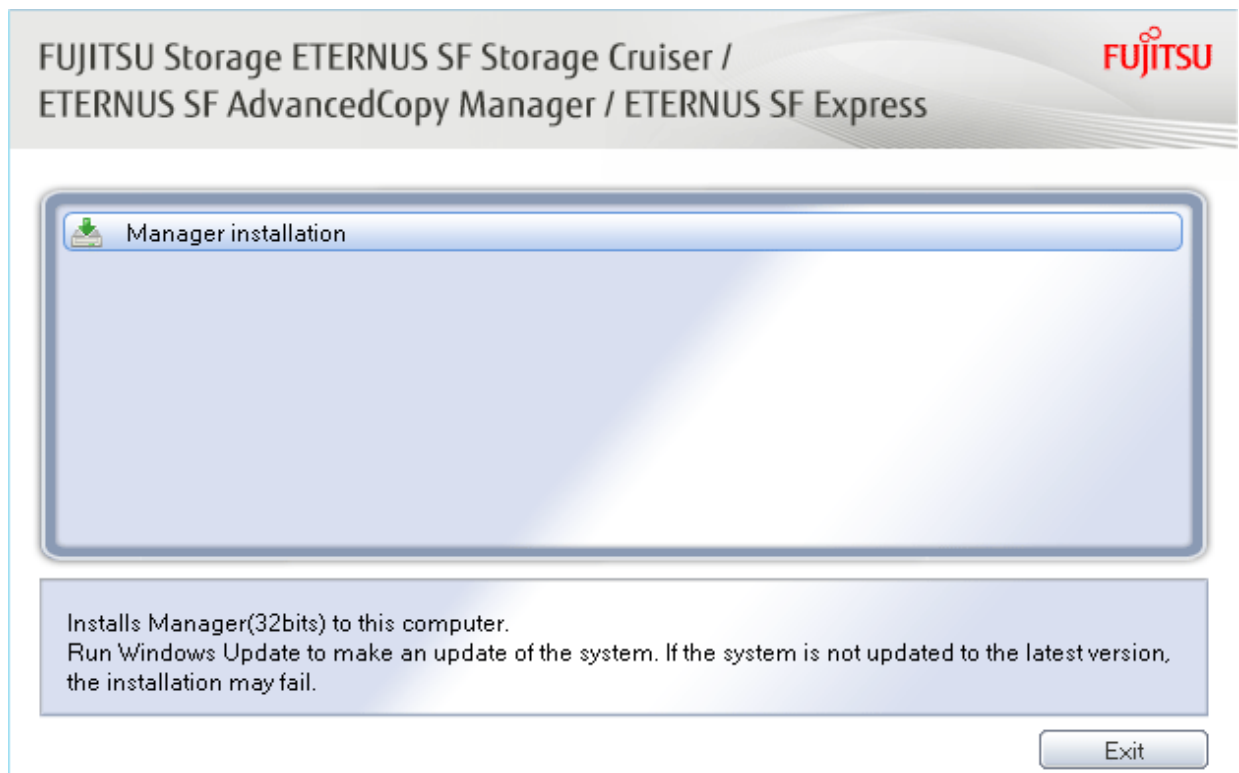 FUJITSU Storage ETERNUS SF Storage Cruiser /
ETERNUS SF AdvancedCopy Manager / ETERNUS SF Express
FUJITSU
Manager installation
Installs Manager(32bits) to this computer.
Run Windows Update to make an update of the system. If the system is not updated to the latest version,
the installation may fail.
Exit